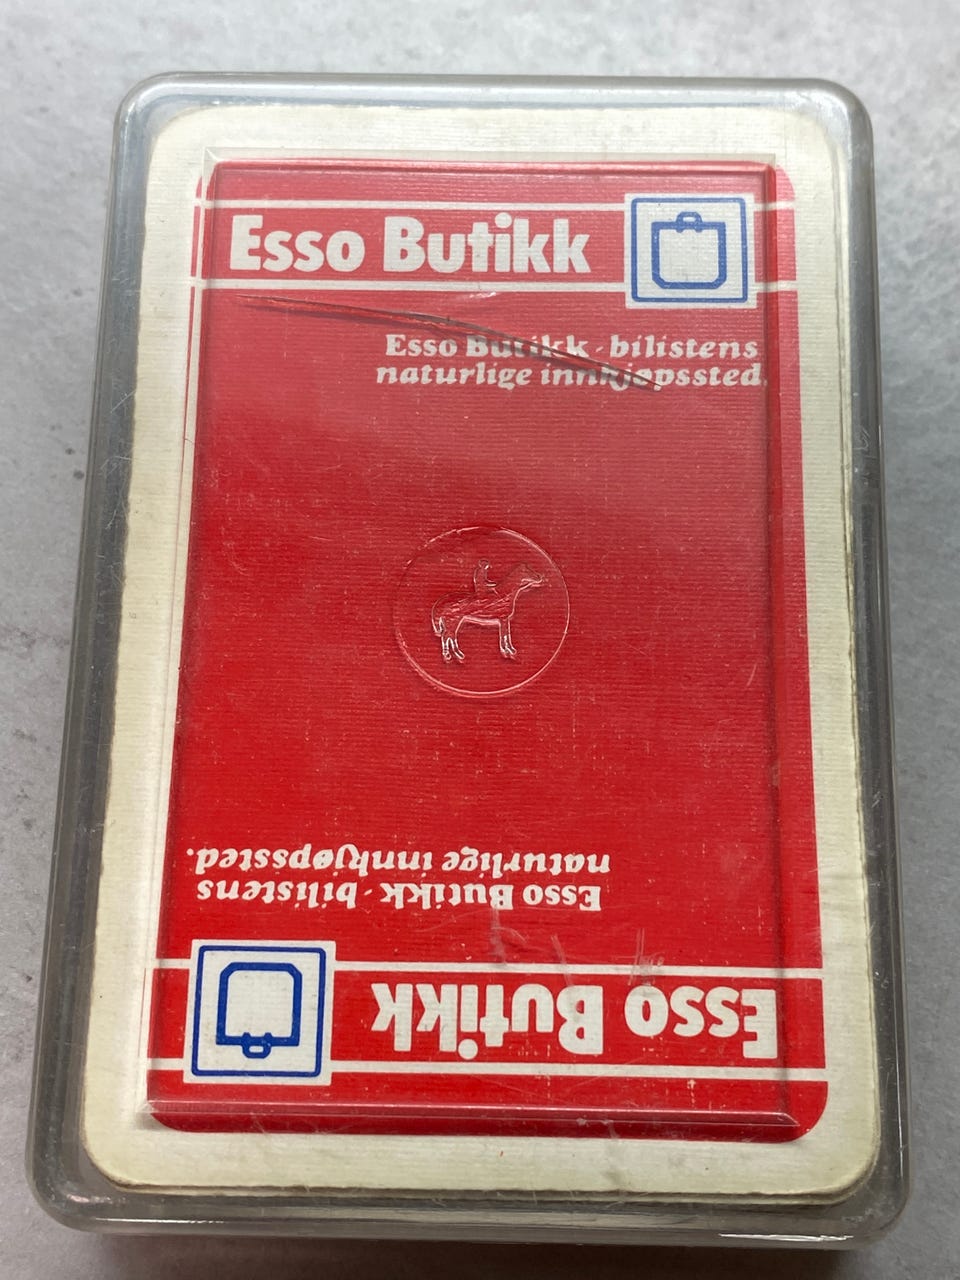 Esso Butikk
Esso Butikk - bilistens
naturlige innkjøpssted.
Esso Butikk - bilistens
naturlige innkjøpssted.
Esso Butikk